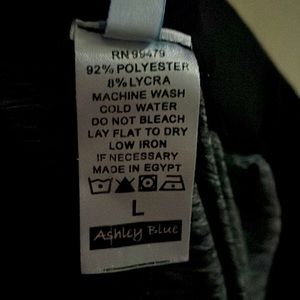 RN 99479
92% POLYESTER
8% LYCRA
MACHINE WASH
COLD WATER
DO NOT BLEACH
LAY FLAT TO DRY
LOW IRON
IF NECESSARY
MADE IN EGYPT
L
Ashley Blue